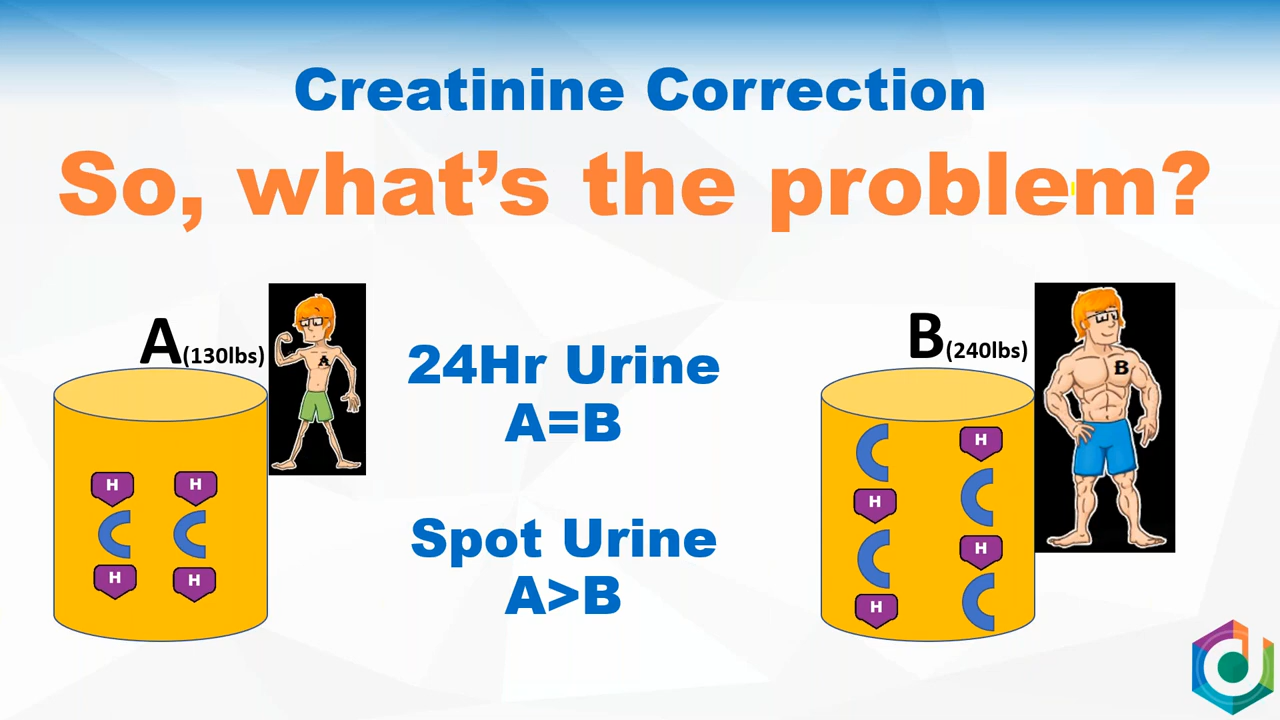 Creatinine Correction
So, what's the problem?
A(130lbs)
A
24Hr Urine
A=B
Spot Urine
A>B
H H
H H
B(240lbs)
B
H
H
H
H